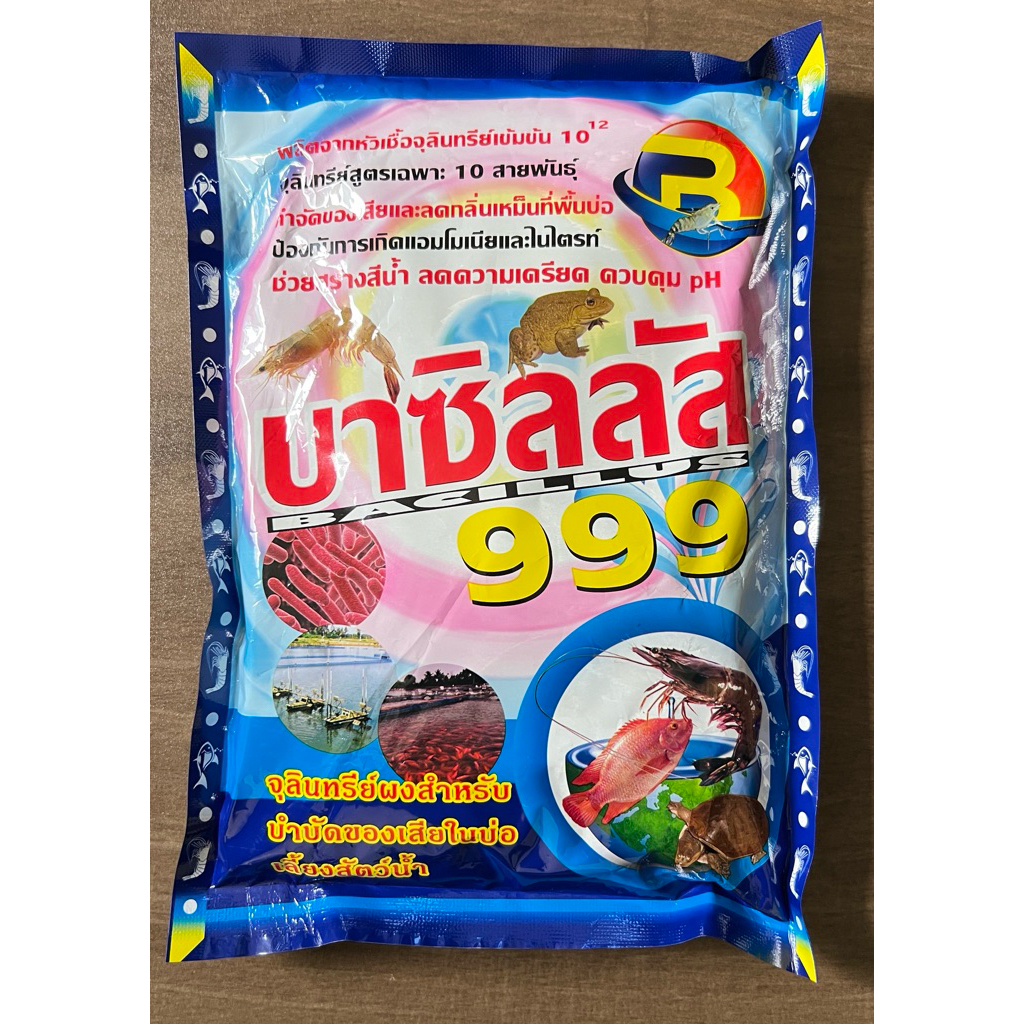 ผลิตจากหัวเชื้อจุลินทรีย์เข้มข้น 10¹²
จุลินทรีย์สูตรเฉพาะ 10 สายพันธุ์
กำจัดของเสียและลดกลิ่นเหม็นที่พื้นบ่อ
ป้องกันการเกิดแอมโมเนียและไนไตรท์
ช่วยสร้างสีน้ำ ลดความเครียด ควบคุม pH
บาซิลลัส
BACILLUS
999
จุลินทรีย์ผงสำหรับ
บำบัดของเสียในบ่อ
เลี้ยงสัตว์น้ำ